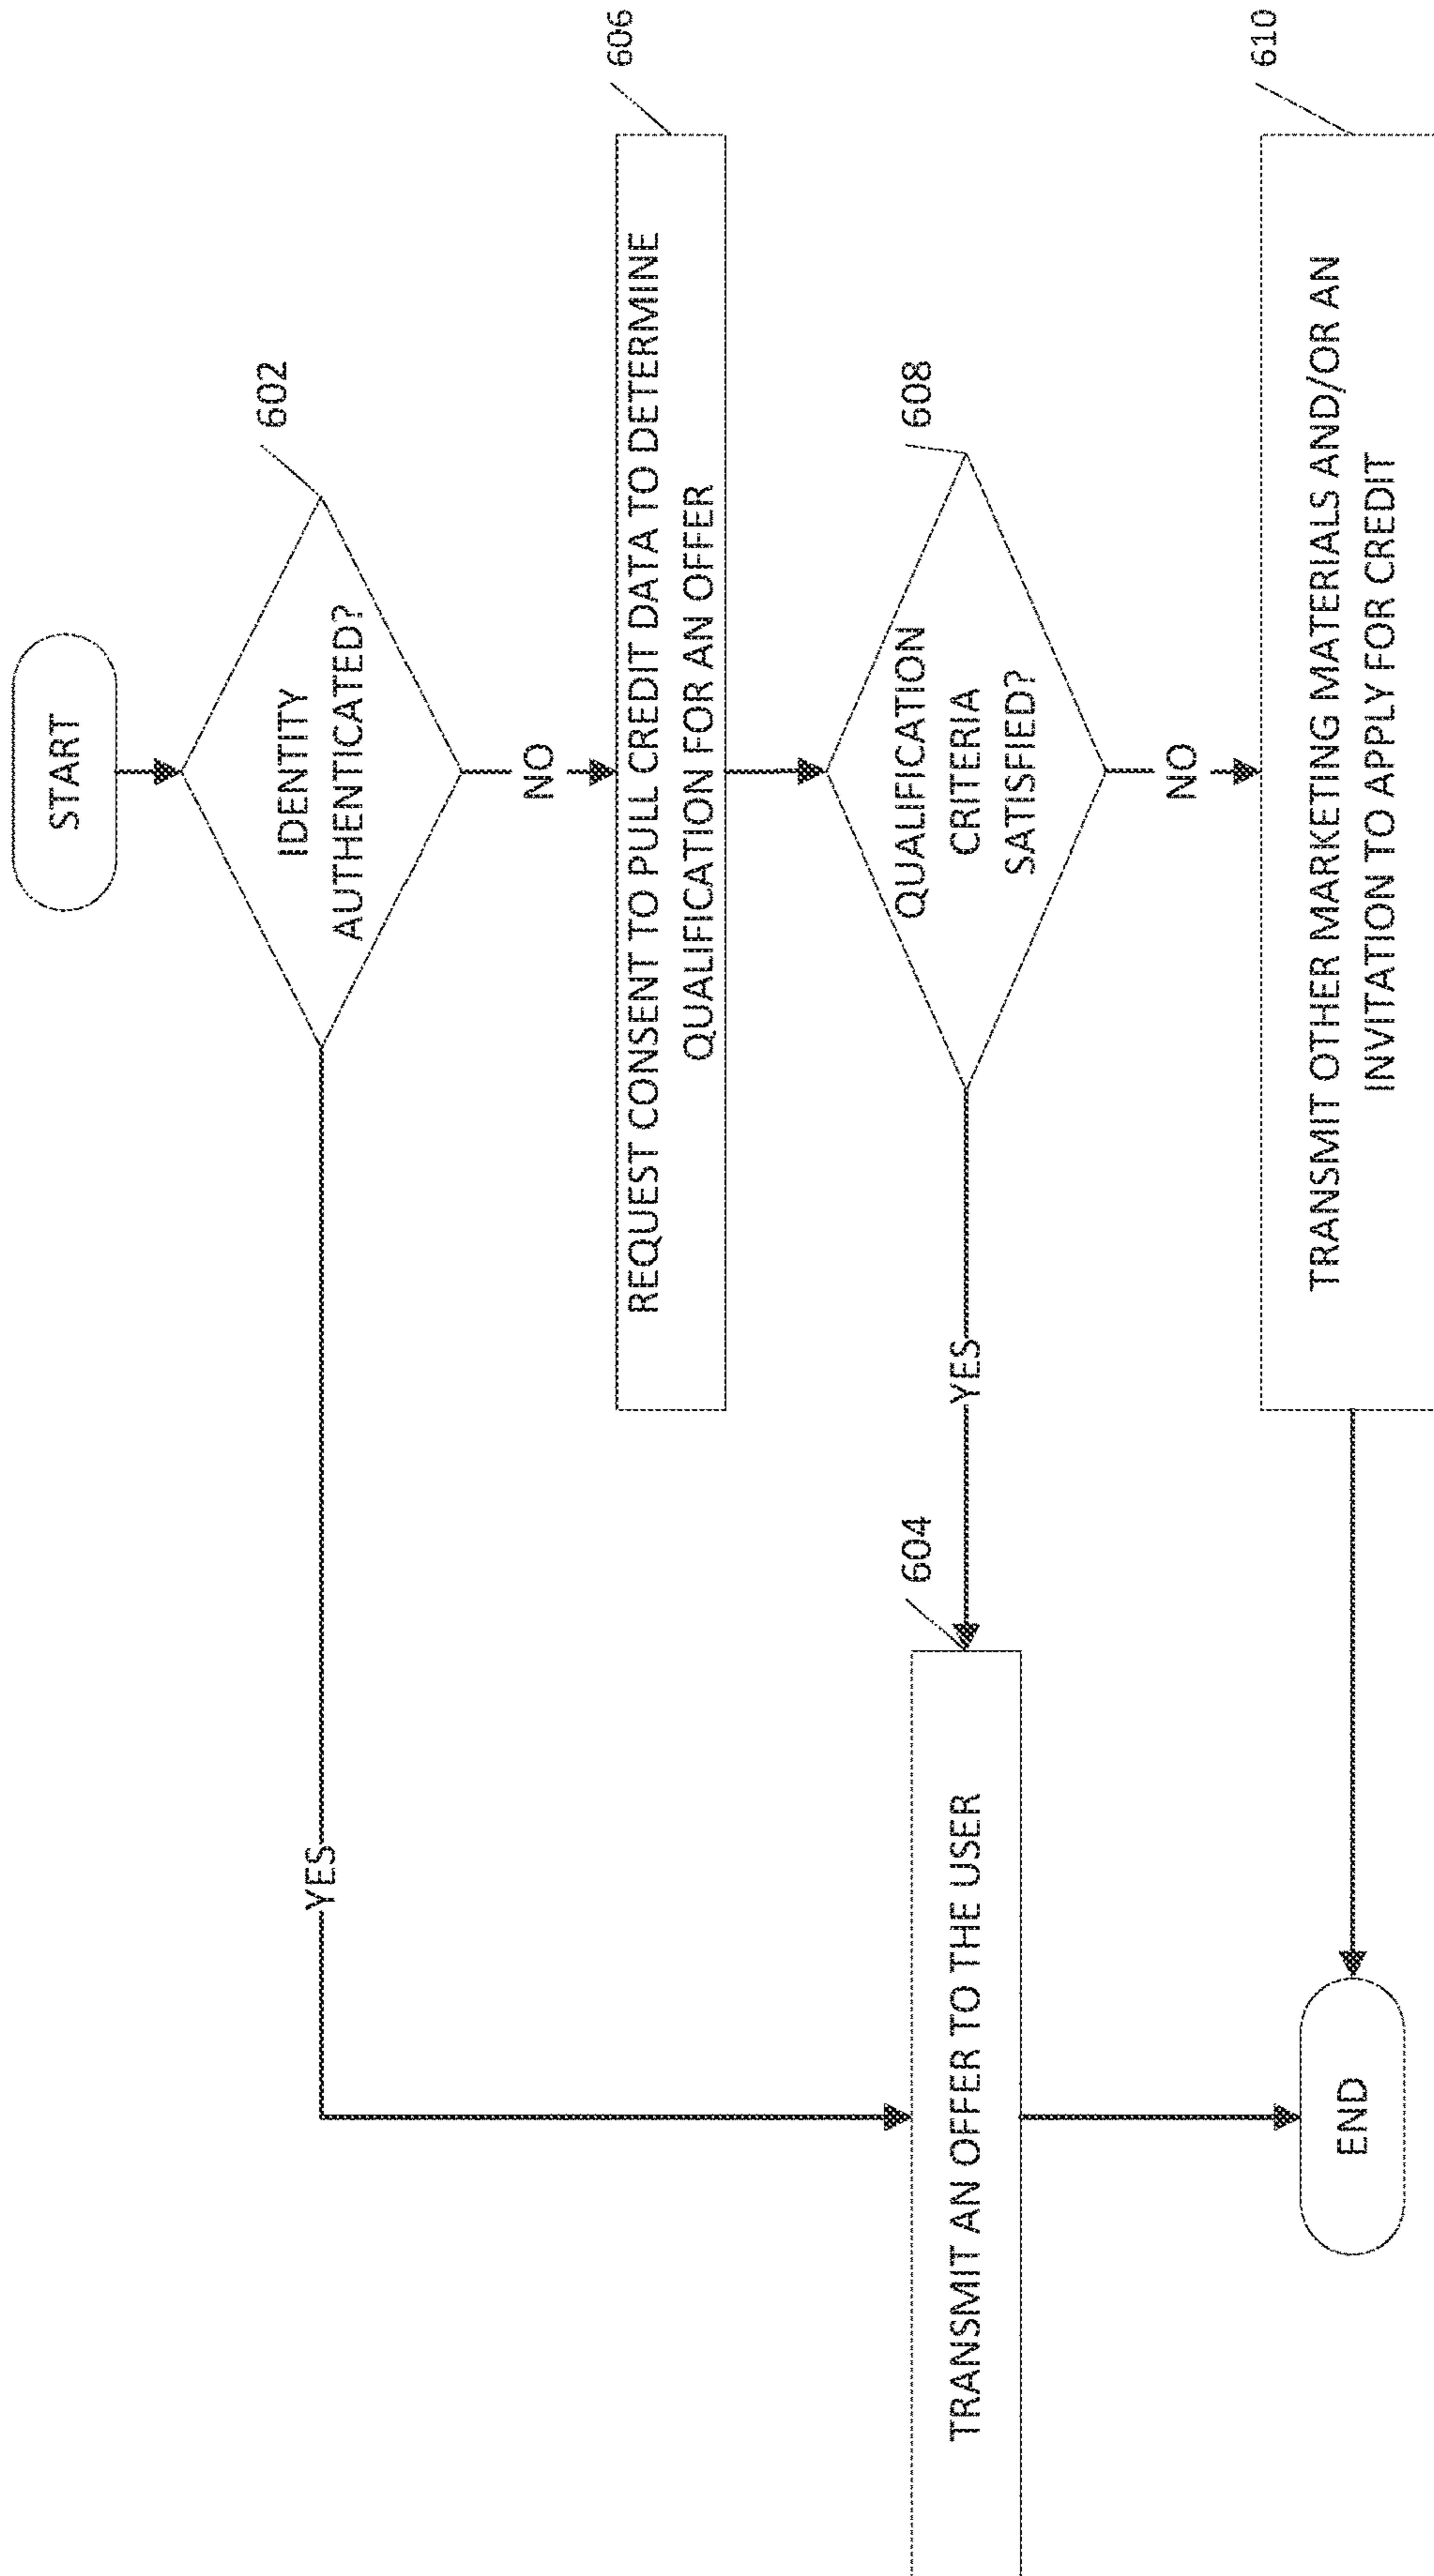 START
602
IDENTITY
AUTHENTICATED?
YES
NO
606
REQUEST CONSENT TO PULL CREDIT DATA TO DETERMINE
QUALIFICATION FOR AN OFFER
608
QUALIFICATION
CRITERIA
SATISFIED?
YES
604
TRANSMIT AN OFFER TO THE USER
NO
610
TRANSMIT OTHER MARKETING MATERIALS AND/OR AN
INVITATION TO APPLY FOR CREDIT
END